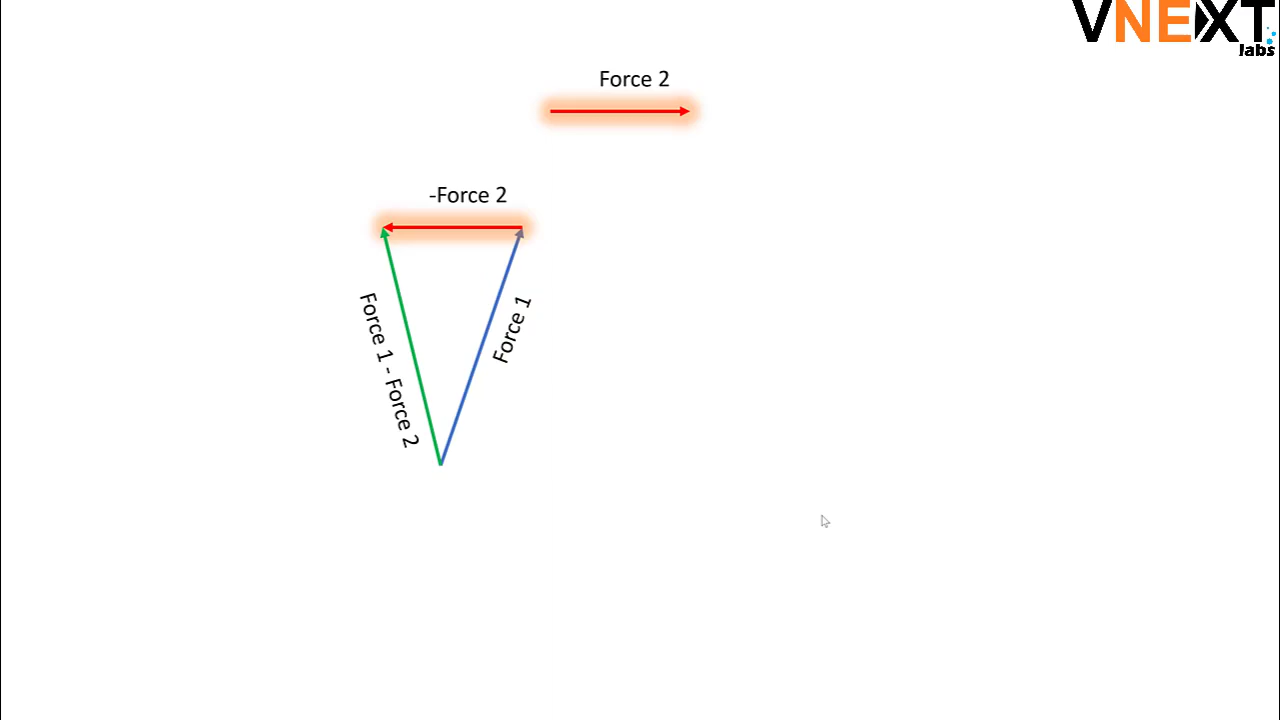 VNEXT
labs
Force 2
-Force 2
Force 1 - Force 2
Force 1